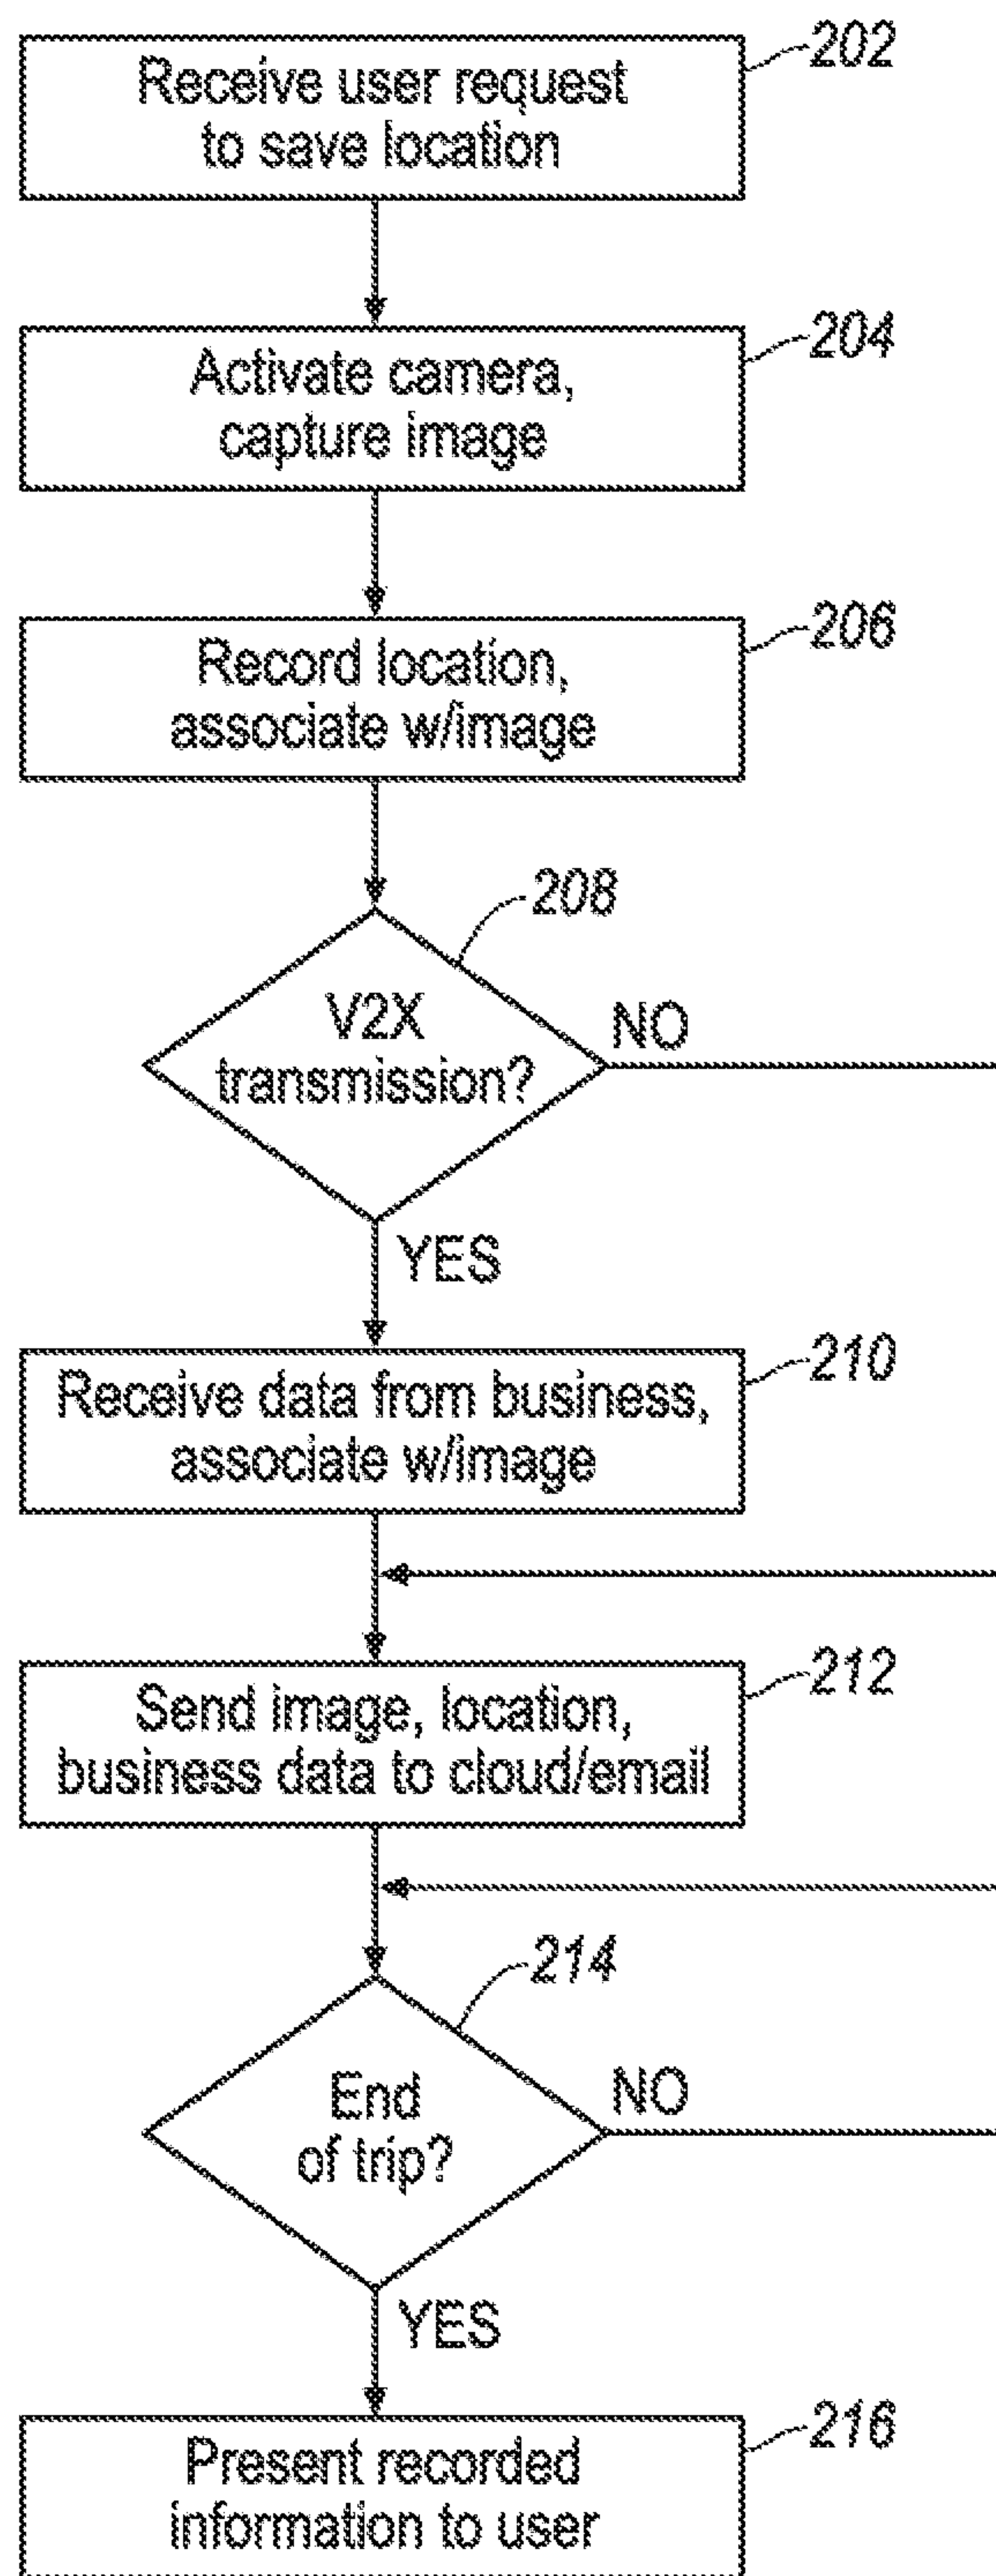 202
Receive user request
to save location
204
Activate camera,
capture image
206
Record location,
associate w/image
208
V2X
transmission?
NO
YES
210
Receive data from business,
associate w/image
212
Send image, location,
business data to cloud/email
214
End
of trip?
NO
YES
216
Present recorded
information to user